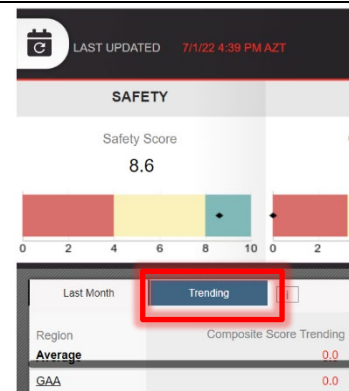 LAST UPDATED 7/1/22 4:39 PM AZT
SAFETY
Safety Score
8.6
0 2 4 6 8 10 0 2
Last Month Trending
Region Composite Score Trending
Average 0.0
GAA 0.0